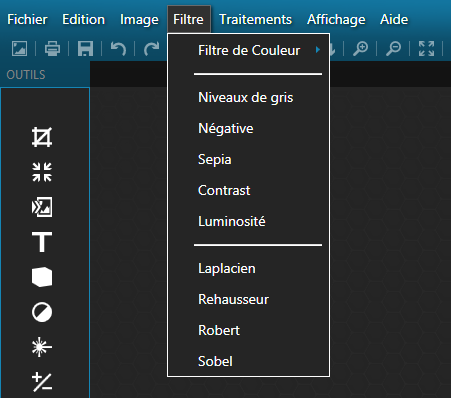 Fichier Edition Image Filtre Traitements Affichage Aide
OUTILS
Filtre de Couleur
Niveaux de gris
Négative
Sepia
Contrast
Luminosité
Laplacien
Rehausseur
Robert
Sobel